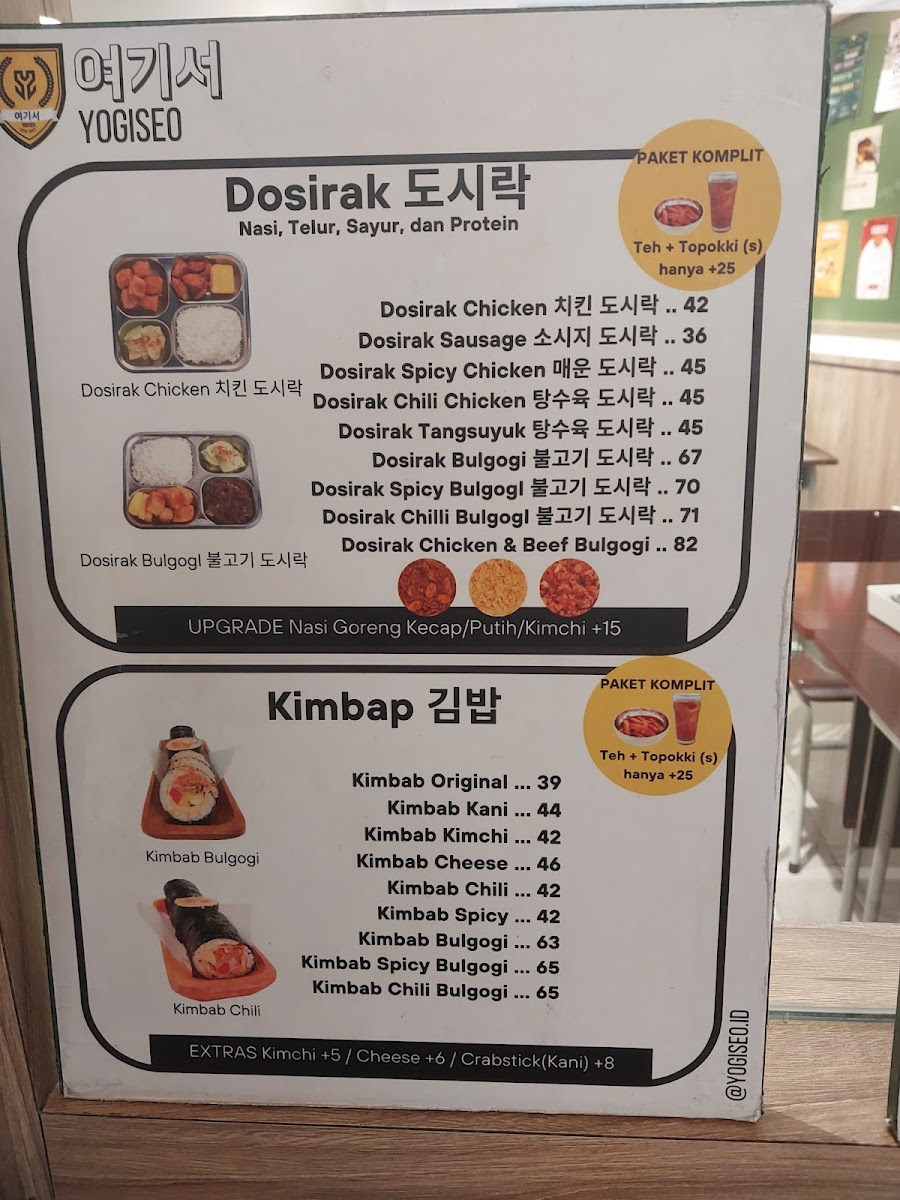 여기서
여기서
YOGISEO
Dosirak 도시락
Nasi, Telur, Sayur, dan Protein
PAKET KOMPLIT
Teh + Topokki (s)
hanya +25
Dosirak Chicken 치킨 도시락 .. 42
Dosirak Sausage 소시지 도시락 .. 36
Dosirak Spicy Chicken 매운 도시락 .. 45
Dosirak Chili Chicken 탕수육 도시락 .. 45
Dosirak Tangsuyuk 탕수육 도시락 .. 45
Dosirak Bulgogi 불고기 도시락 .. 67
Dosirak Spicy Bulgogl 불고기 도시락 .. 70
Dosirak Chilli Bulgogl 불고기 도시락 .. 71
Dosirak Chicken & Beef Bulgogi .. 82
Dosirak Chicken 치킨 도시락
Dosirak Bulgogl 불고기 도시락
UPGRADE Nasi Goreng Kecap/Putih/Kimchi +15
Kimbap 김밥
PAKET KOMPLIT
Teh + Topokki (s)
hanya +25
Kimbab Original ... 39
Kimbab Kani ... 44
Kimbab Kimchi ... 42
Kimbab Cheese ... 46
Kimbab Chili ... 42
Kimbab Spicy ... 42
Kimbab Bulgogi ... 63
Kimbab Spicy Bulgogi ... 65
Kimbab Chili Bulgogi ... 65
Kimbab Bulgogi
Kimbab Chili
EXTRAS Kimchi +5 / Cheese +6 / Crabstick(Kani) +8
@YOGISEO.ID